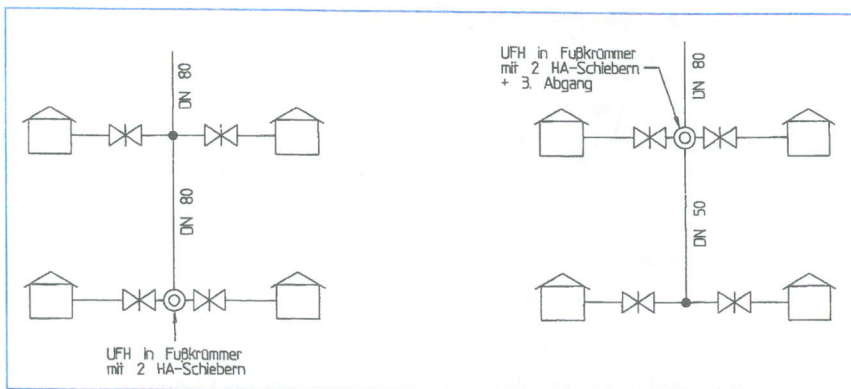 DN 80
DN 80
UFH in Fußkrümmer
mit 2 HA-Schiebern
UFH in Fußkrümmer
mit 2 HA-Schiebern
+ 3. Abgang
DN 80
DN 50